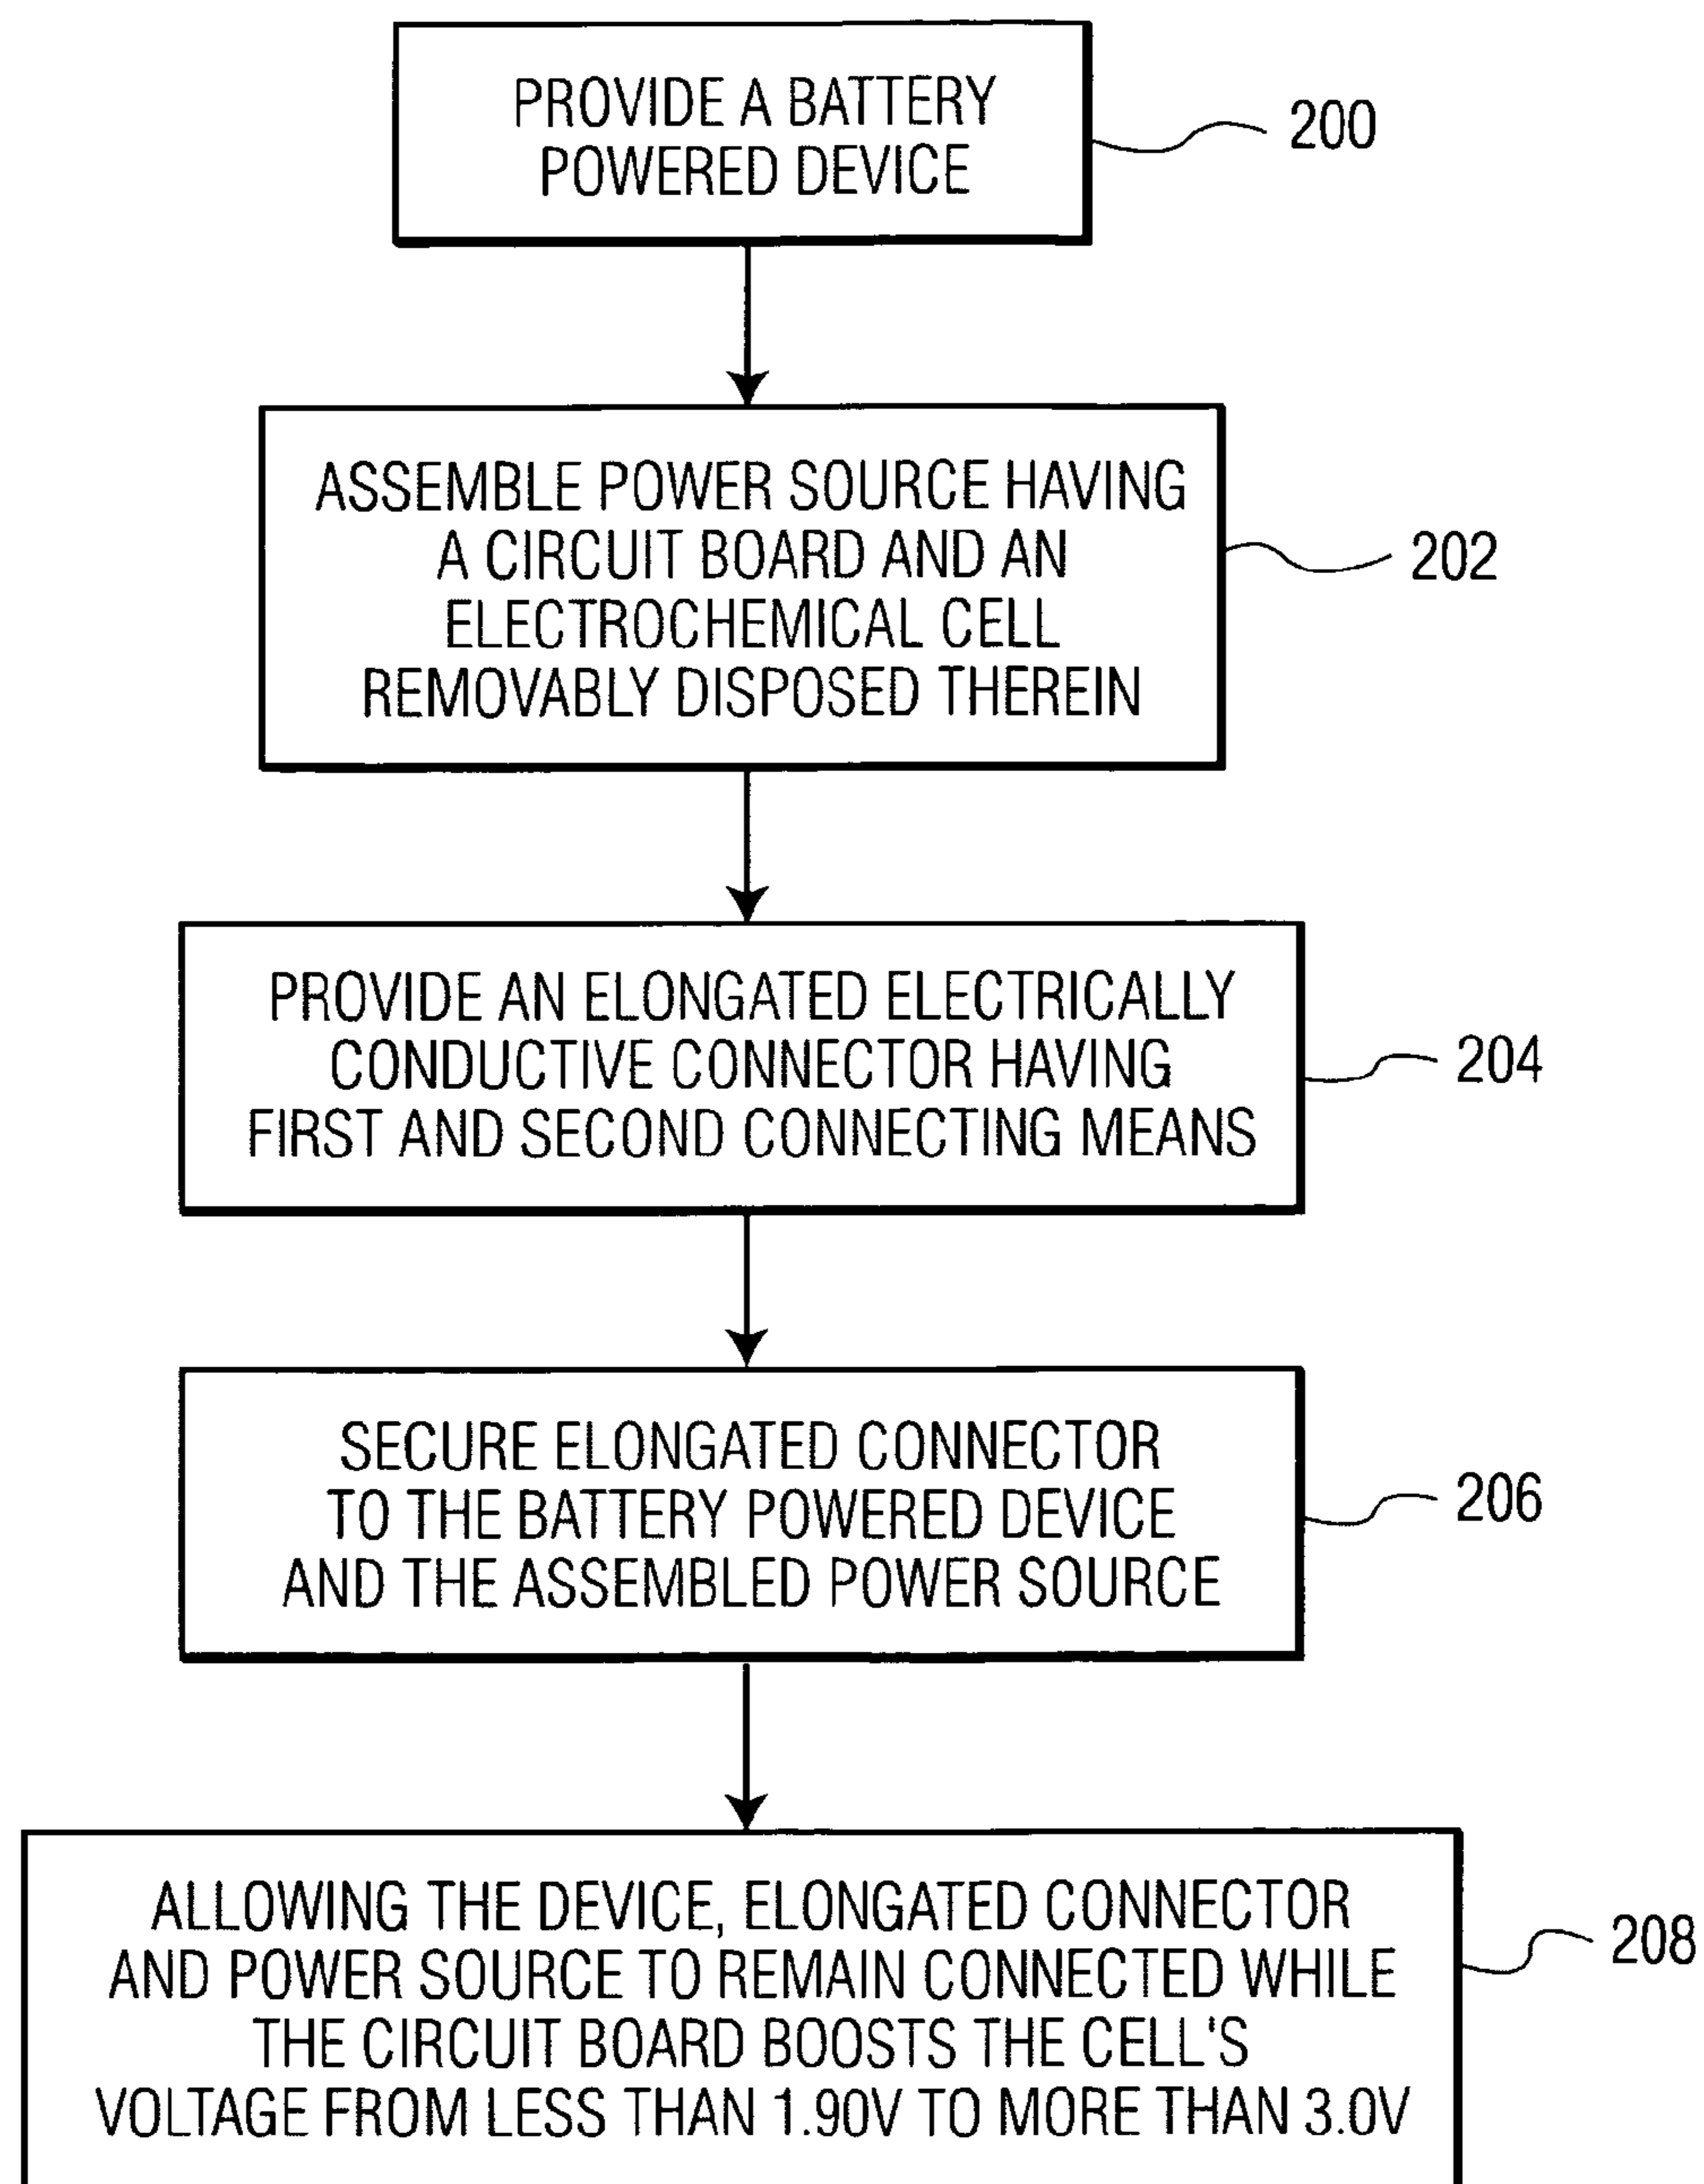 PROVIDE A BATTERY
POWERED DEVICE
200
ASSEMBLE POWER SOURCE HAVING
A CIRCUIT BOARD AND AN
ELECTROCHEMICAL CELL
REMOVABLY DISPOSED THEREIN
202
PROVIDE AN ELONGATED ELECTRICALLY
CONDUCTIVE CONNECTOR HAVING
FIRST AND SECOND CONNECTING MEANS
204
SECURE ELONGATED CONNECTOR
TO THE BATTERY POWERED DEVICE
AND THE ASSEMBLED POWER SOURCE
206
ALLOWING THE DEVICE, ELONGATED CONNECTOR
AND POWER SOURCE TO REMAIN CONNECTED WHILE
THE CIRCUIT BOARD BOOSTS THE CELL'S
VOLTAGE FROM LESS THAN 1.90V TO MORE THAN 3.0V
208